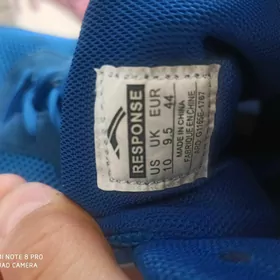 RESPONSE
US UK EUR
10 9.5 44
MADE IN CHINA
FABRIQUE EN CHINE
MI NOTE 8 PRO
QUAD CAMERA